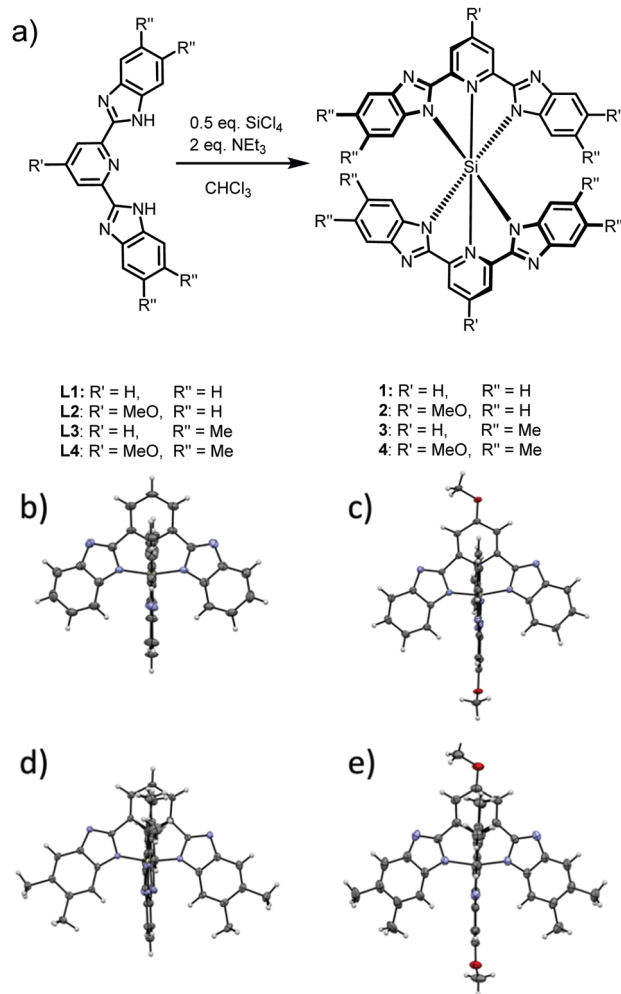 a)
R"
R"
N
NH
R'
N
NH
N
R"
R"
0.5 eq. SiCl4
2 eq. NEt3
CHCl3
R'
N
N
N
N
N
R"
R'
R"
R"
Si
R"
R"
R"
R'
N
N
N
N
N
R'
L1: R' = H, R" = H
L2: R' = MeO, R" = H
L3: R' = H, R" = Me
L4: R' = MeO, R" = Me
1: R' = H, R" = H
2: R' = MeO, R" = H
3: R' = H, R" = Me
4: R' = MeO, R" = Me
b)
c)
d)
e)